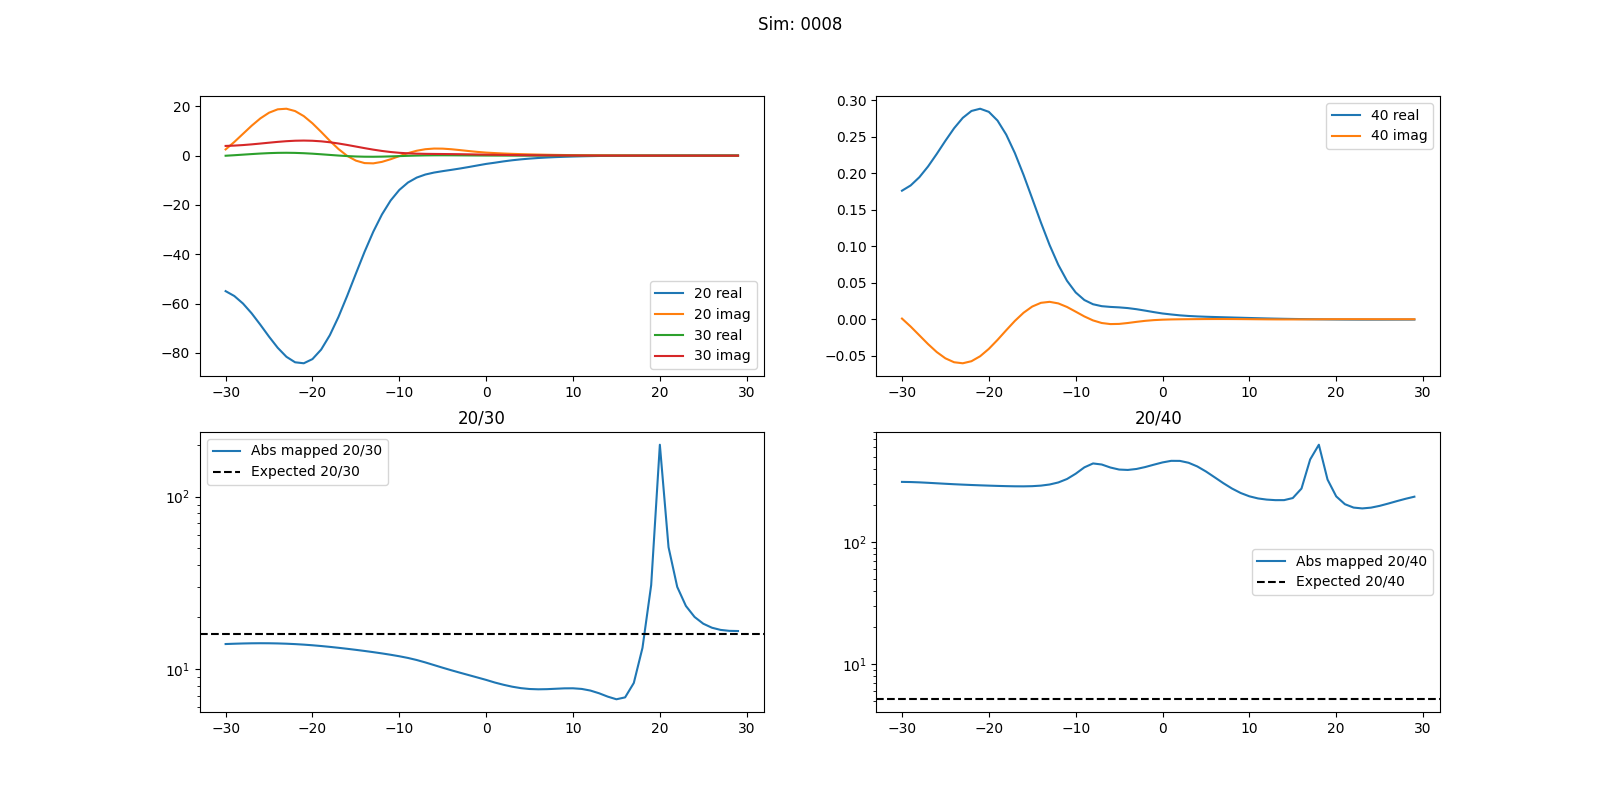 Sim: 0008
20
0
−20
−40
−60
−80
20 real
20 imag
30 real
30 imag
−30 −20 −10 0 10 20 30
0.30
0.25
0.20
0.15
0.10
0.05
0.00
−0.05
40 real
40 imag
−30 −20 −10 0 10 20 30
20/30
10²
10¹
Abs mapped 20/30
Expected 20/30
−30 −20 −10 0 10 20 30
20/40
10²
10¹
Abs mapped 20/40
Expected 20/40
−30 −20 −10 0 10 20 30